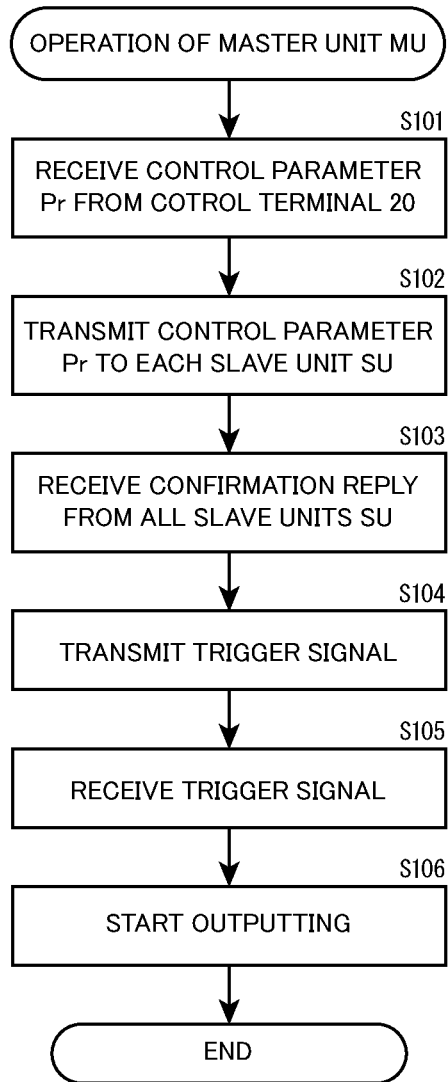 OPERATION OF MASTER UNIT MU
S101
RECEIVE CONTROL PARAMETER
Pr FROM COTROL TERMINAL 20
S102
TRANSMIT CONTROL PARAMETER
Pr TO EACH SLAVE UNIT SU
S103
RECEIVE CONFIRMATION REPLY
FROM ALL SLAVE UNITS SU
S104
TRANSMIT TRIGGER SIGNAL
S105
RECEIVE TRIGGER SIGNAL
S106
START OUTPUTTING
END